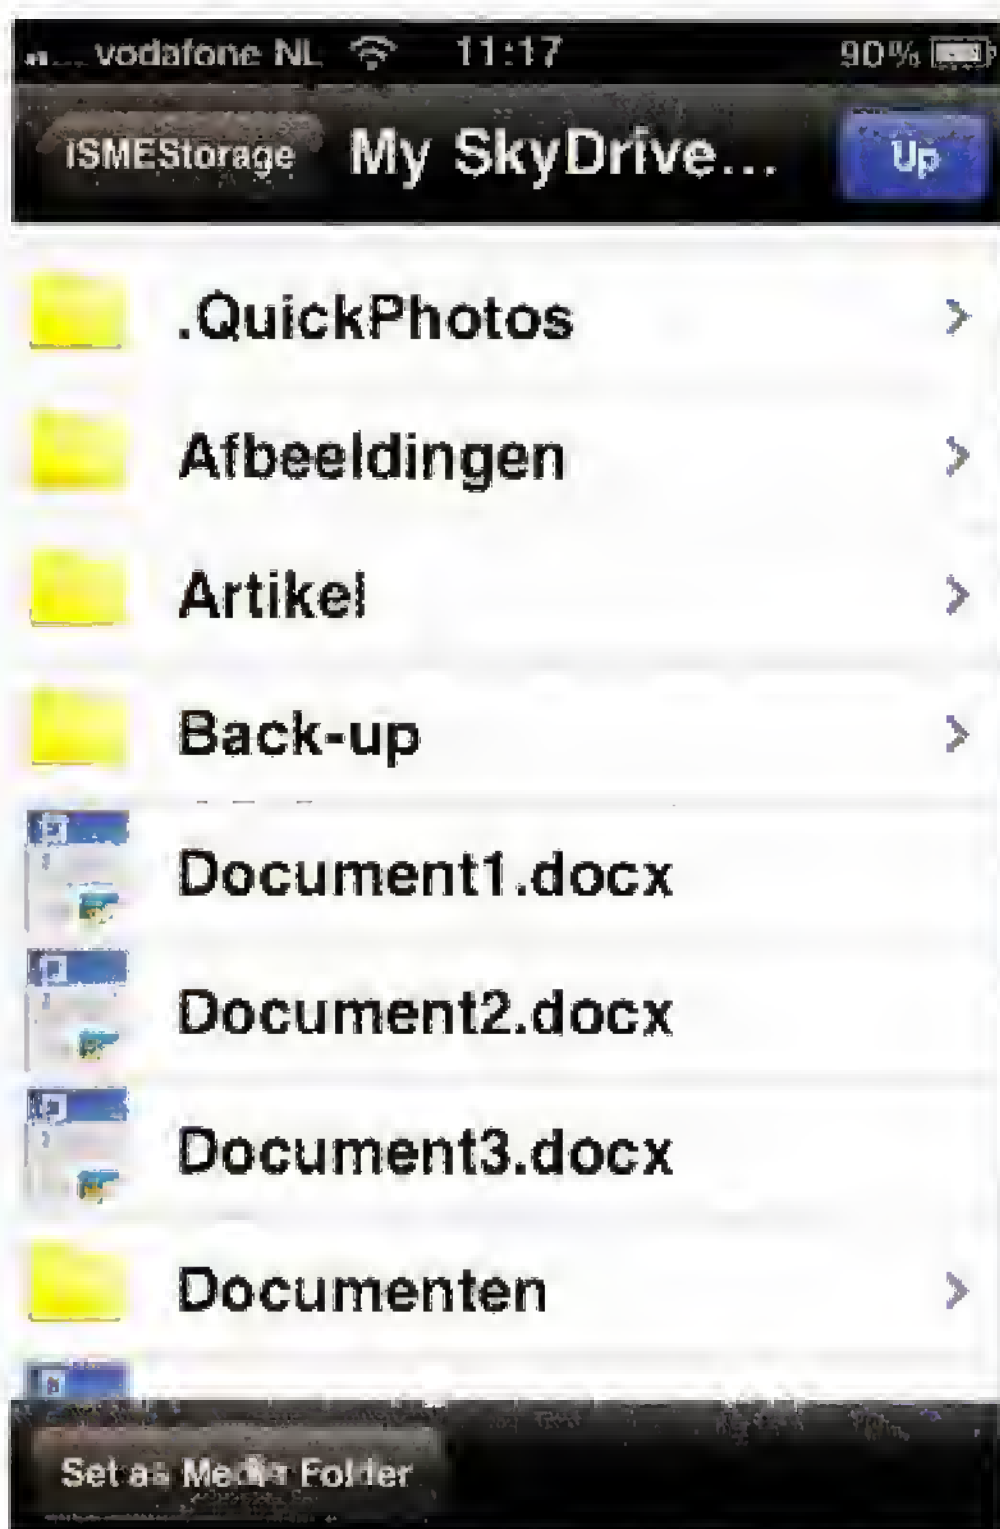 vodafone NL 11:17 90%
iSMEStorage My SkyDrive... Up
.QuickPhotos
Afbeeldingen
Artikel
Back-up
Document1.docx
Document2.docx
Document3.docx
Documenten
Set as Media Folder